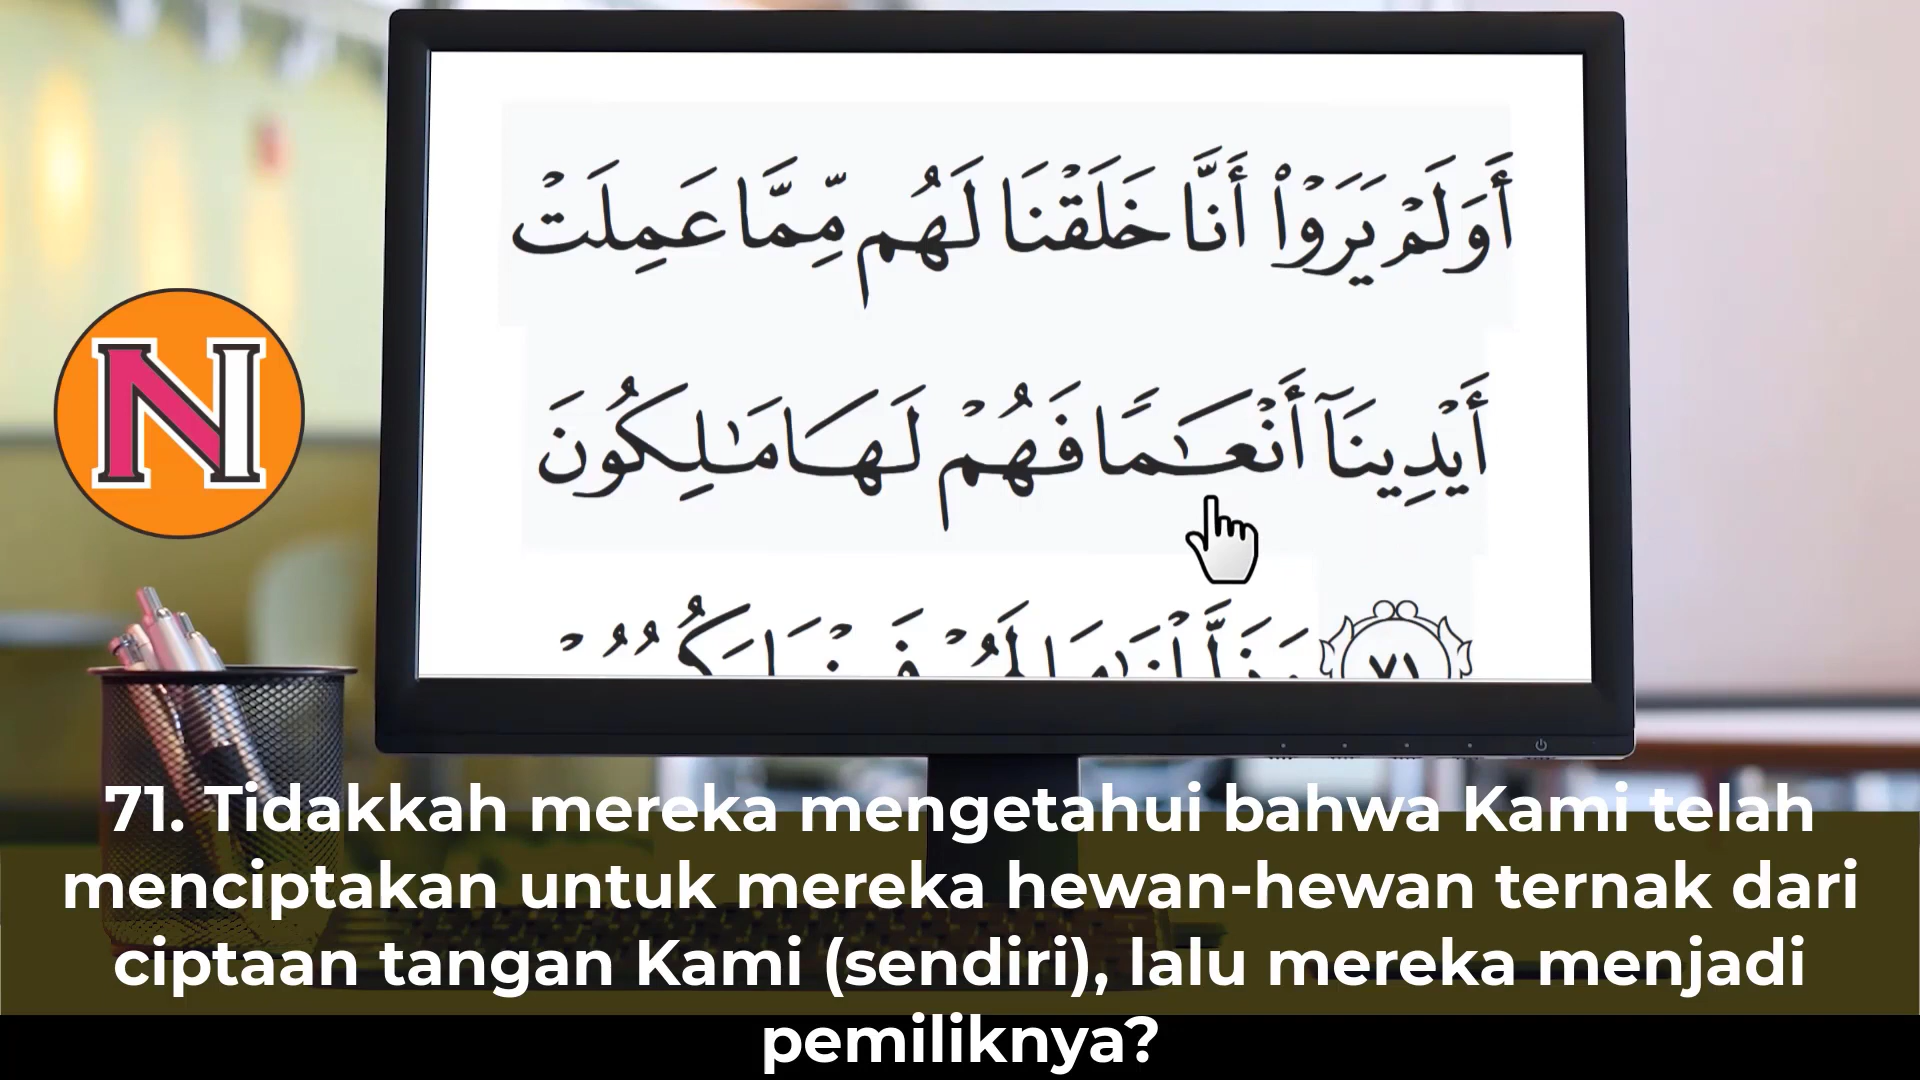 أَوَلَمْ يَرَوْا۟ أَنَّا خَلَقْنَا لَهُم مِّمَّا عَمِلَتْ
أَيْدِينَآ أَنْعَـٰمًا فَهُمْ لَهَا مَـٰلِكُونَ
N
71. Tidakkah mereka mengetahui bahwa Kami telah
menciptakan untuk mereka hewan-hewan ternak dari
ciptaan tangan Kami (sendiri), lalu mereka menjadi
pemiliknya?